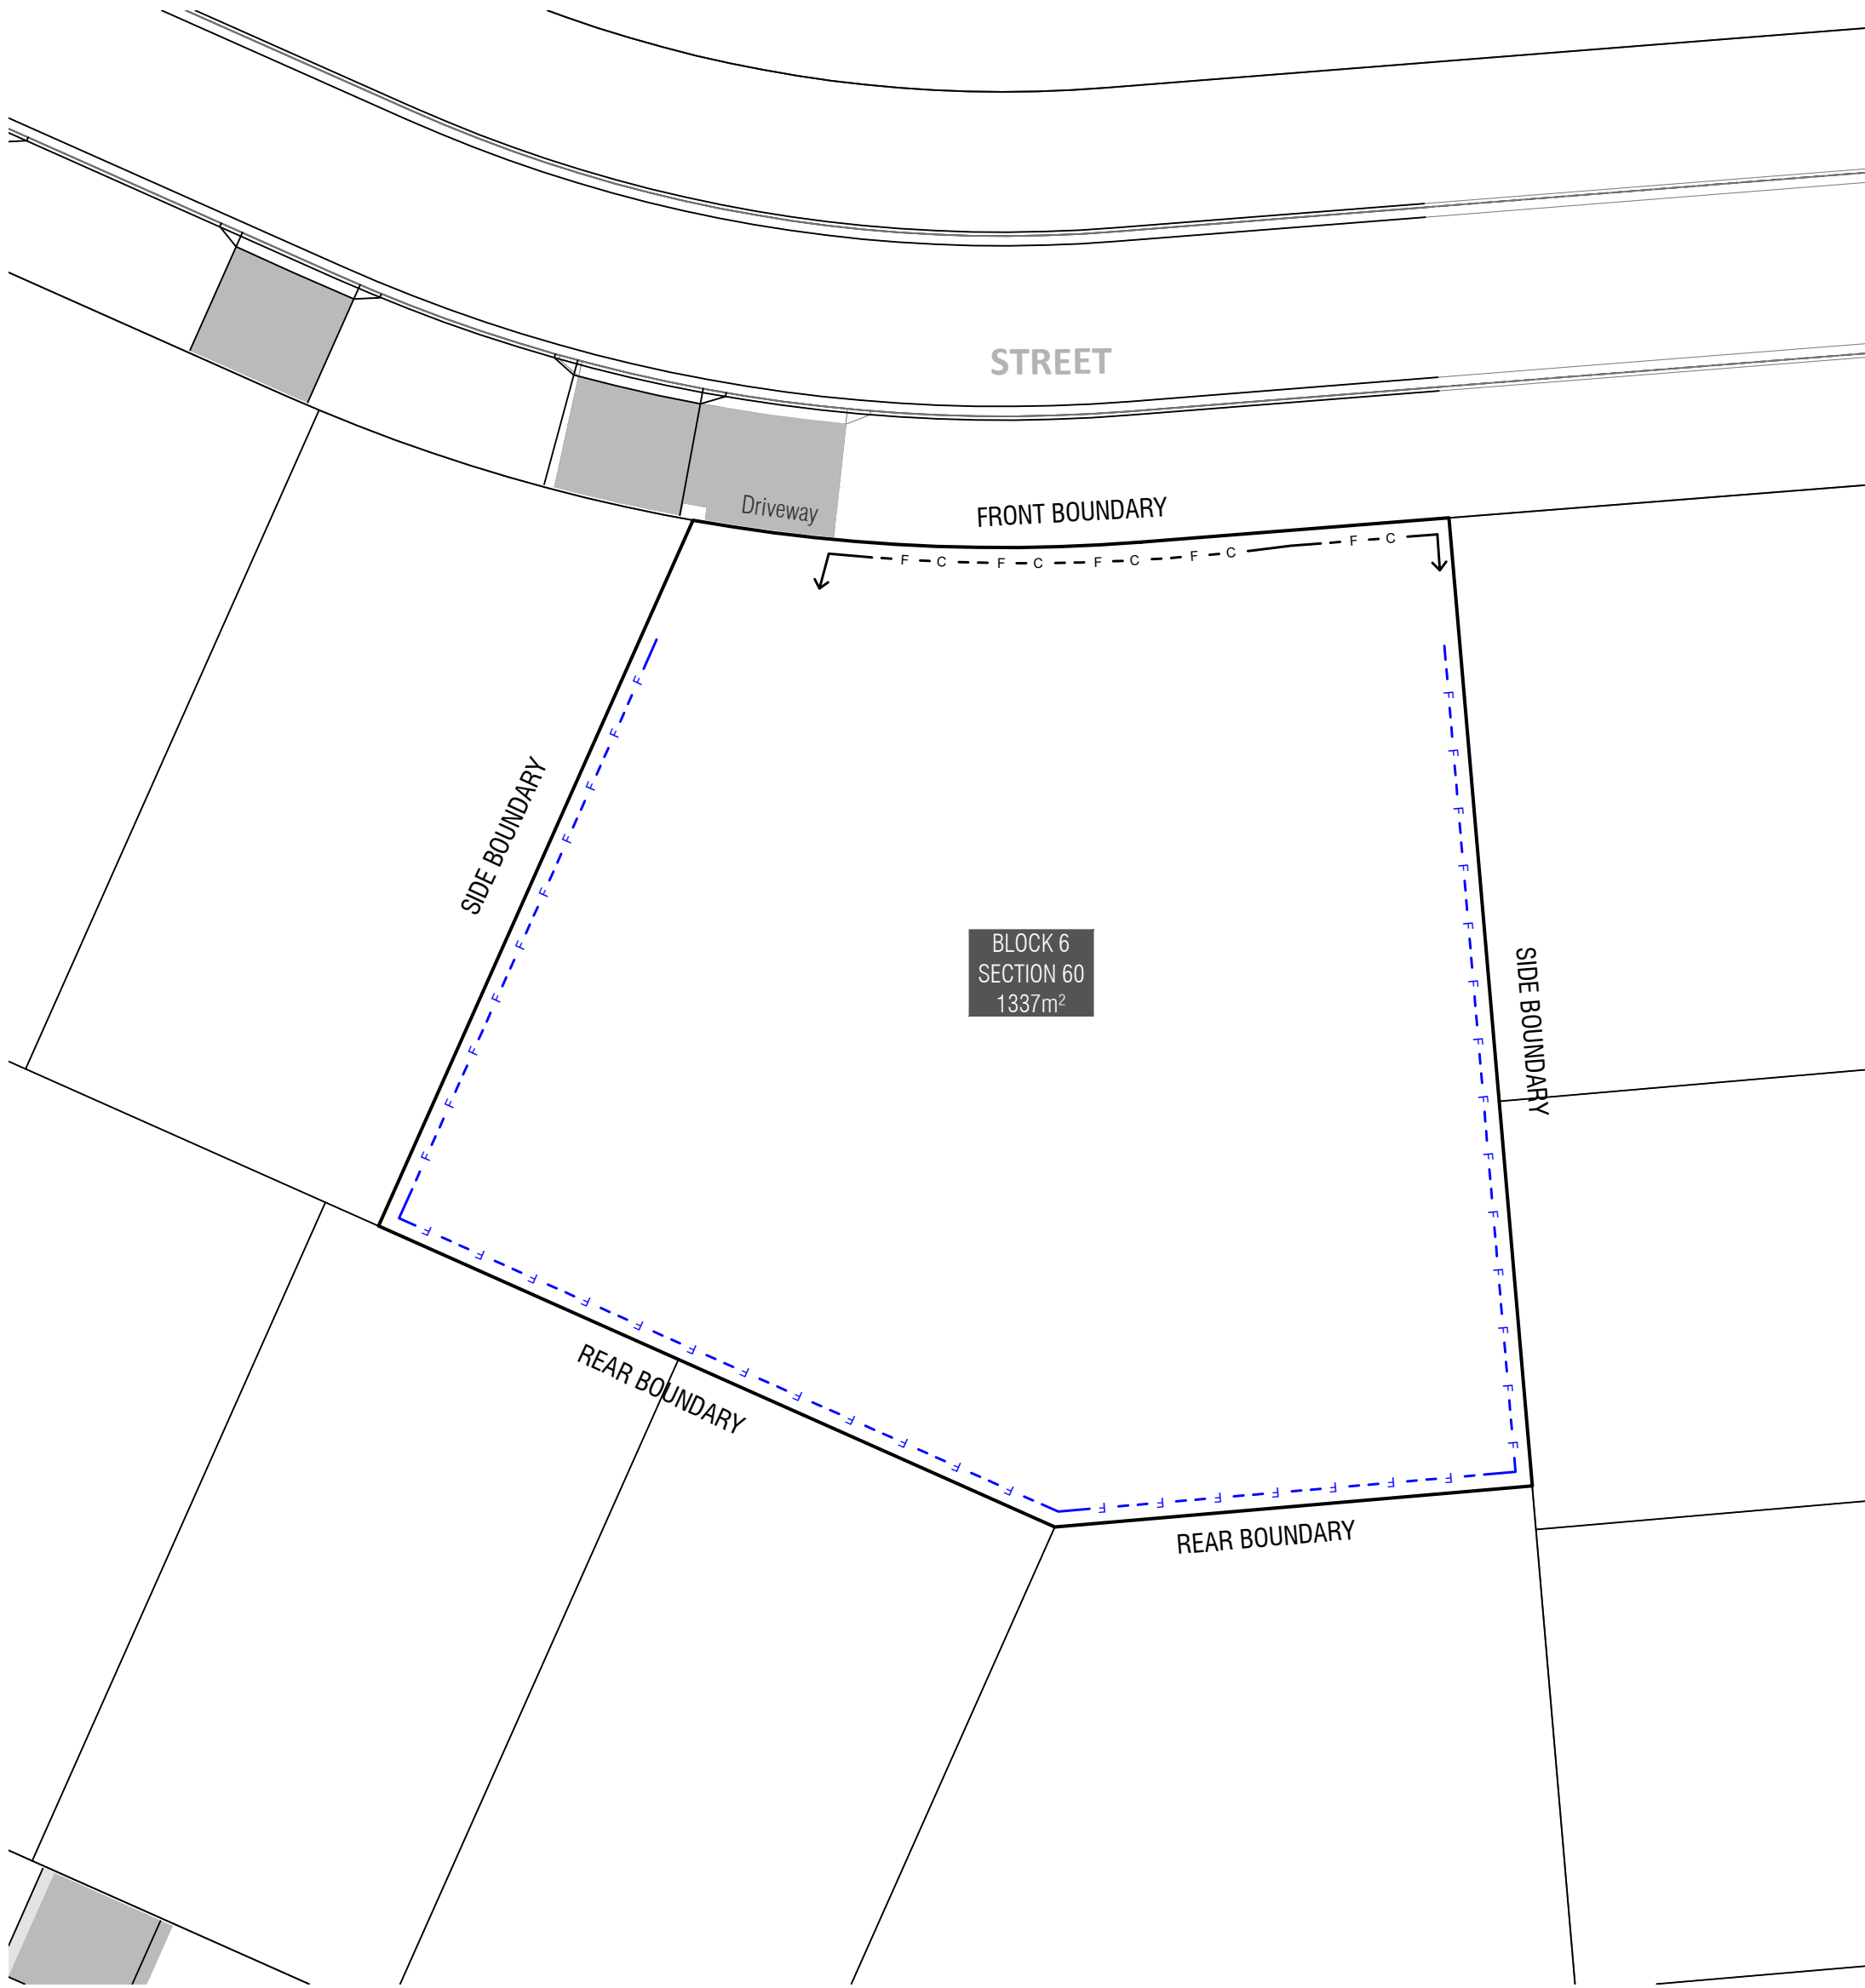 STREET
Driveway
FRONT BOUNDARY
F C F C F C F C F C
SIDE BOUNDARY
F F F F F F F F F F
BLOCK 6
SECTION 60
1337m²
SIDE BOUNDARY
F F F F F F F F F F F F F F
REAR BOUNDARY
F F F F F F F F F F F F
REAR BOUNDARY
F F F F F F F